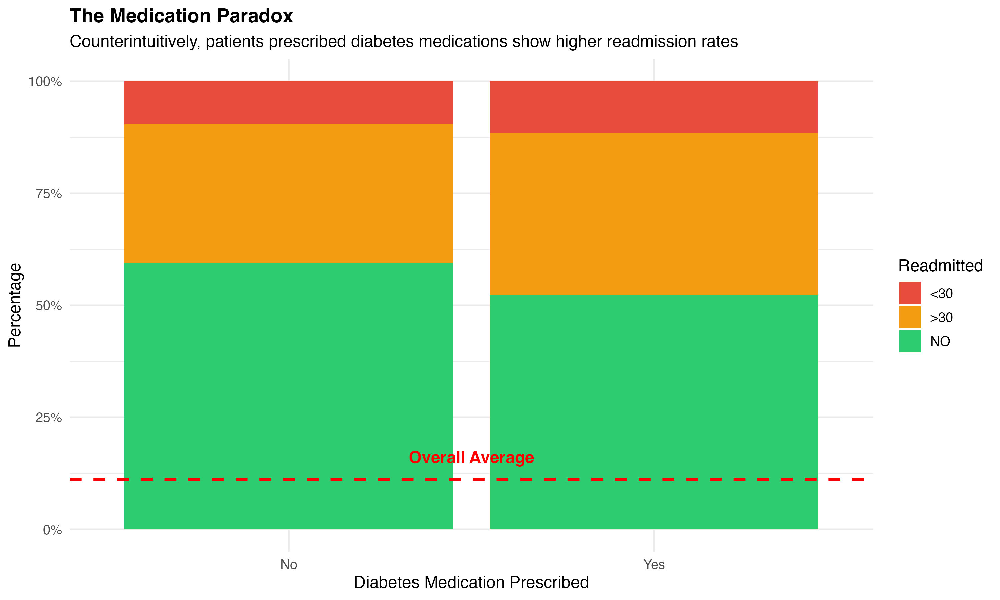 The Medication Paradox
Counterintuitively, patients prescribed diabetes medications show higher readmission rates
100%
75%
50%
25%
0%
Percentage
Overall Average
No
Yes
Diabetes Medication Prescribed
Readmitted
<30
>30
NO